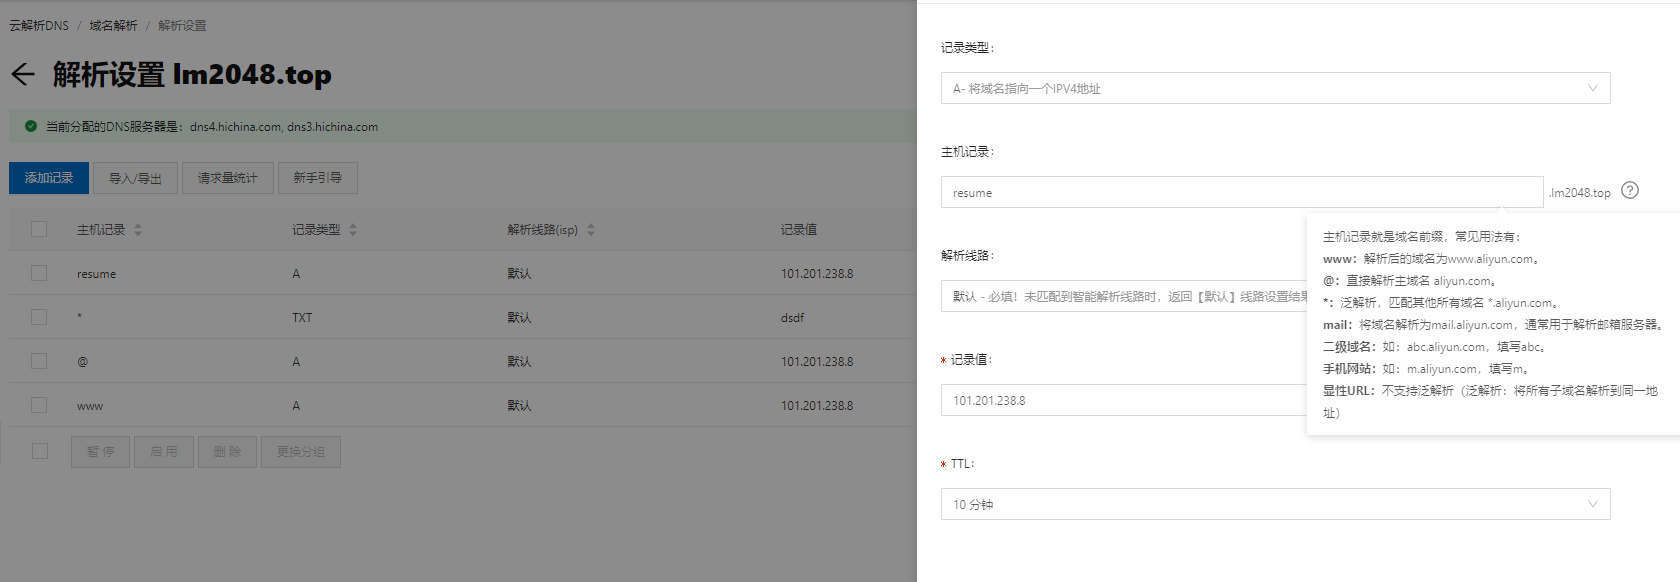 云解析DNS / 域名解析 / 解析设置
解析设置 lm2048.top
当前分配的DNS服务器是：dns4.hichina.com, dns3.hichina.com
添加记录 导入/导出 请求量统计 新手引导
主机记录 记录类型 解析线路(isp) 记录值
resume A 默认 101.201.238.8
* TXT 默认 dsdf
@ A 默认 101.201.238.8
www A 默认 101.201.238.8
暂 停 启 用 删 除 更换分组
记录类型：
A- 将域名指向一个IPV4地址
主机记录：
resume .lm2048.top ?
主机记录就是域名前缀，常见用法有：
www：解析后的域名为www.aliyun.com。
@：直接解析主域名 aliyun.com。
*：泛解析，匹配其他所有域名 *.aliyun.com。
mail：将域名解析为mail.aliyun.com，通常用于解析邮箱服务器。
二级域名：如：abc.aliyun.com，填写abc。
手机网站：如：m.aliyun.com，填写m。
显性URL：不支持泛解析（泛解析：将所有子域名解析到同一地
址）
解析线路：
默认 - 必填！未匹配到智能解析线路时，返回【默认】线路设置结果
* 记录值：
101.201.238.8
* TTL：
10 分钟